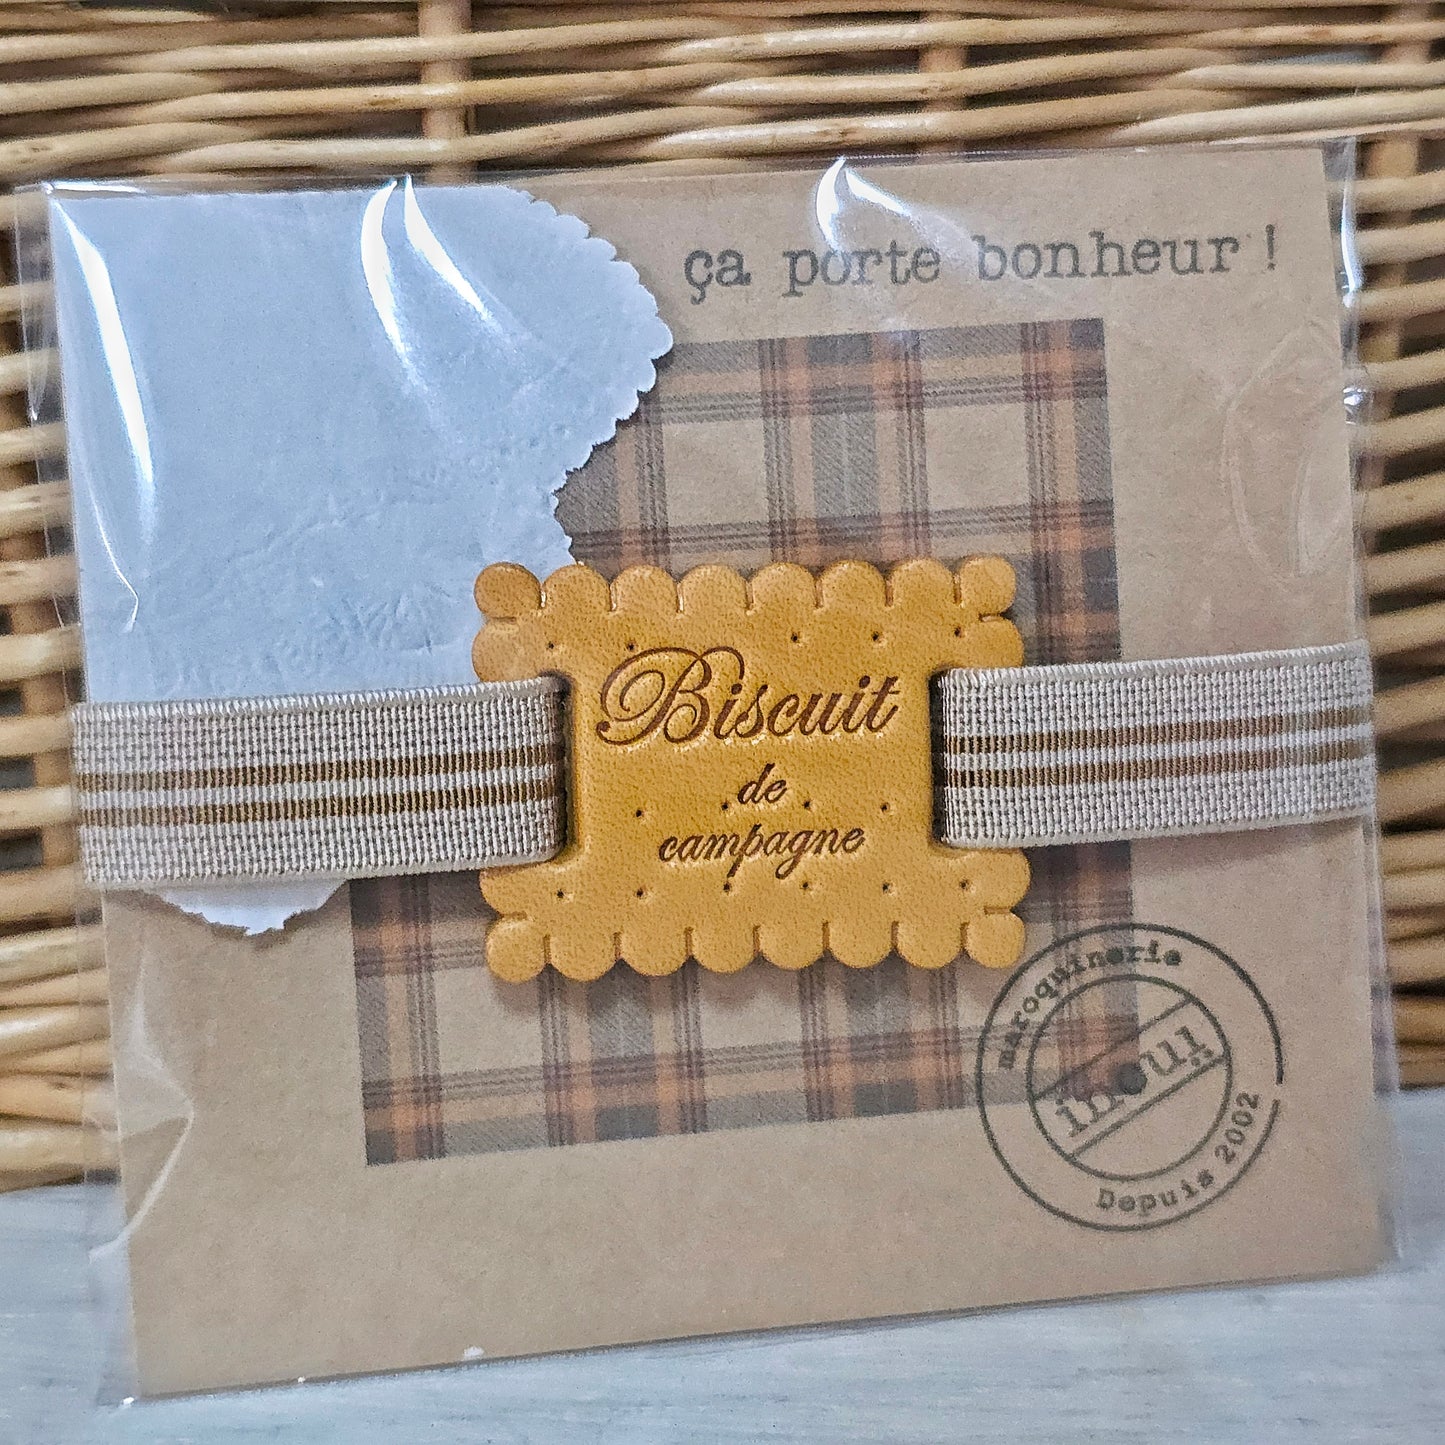 ça porte bonheur !
Biscuit
de
campagne
maroquinerie
inouï
Depuis 2002